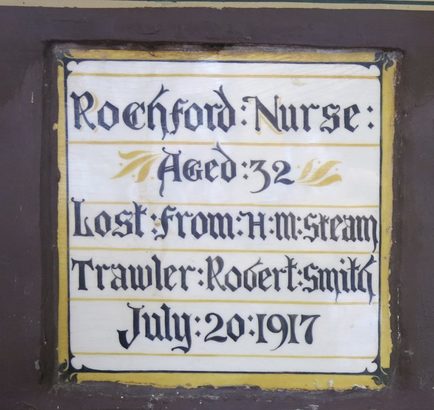 Rochford:Nurse:
Aged:32
Lost:from:H.M:Steam
Trawler:Robert:Smith
July:20:1917